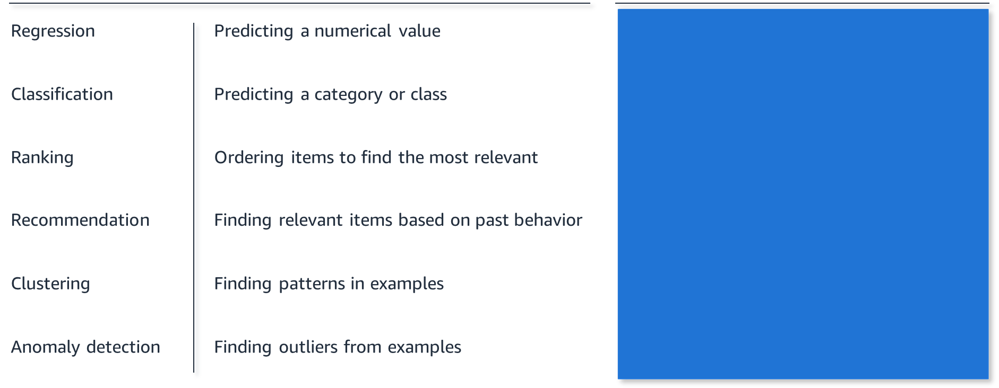 Regression Predicting a numerical value
Classification Predicting a category or class
Ranking Ordering items to find the most relevant
Recommendation Finding relevant items based on past behavior
Clustering Finding patterns in examples
Anomaly detection Finding outliers from examples